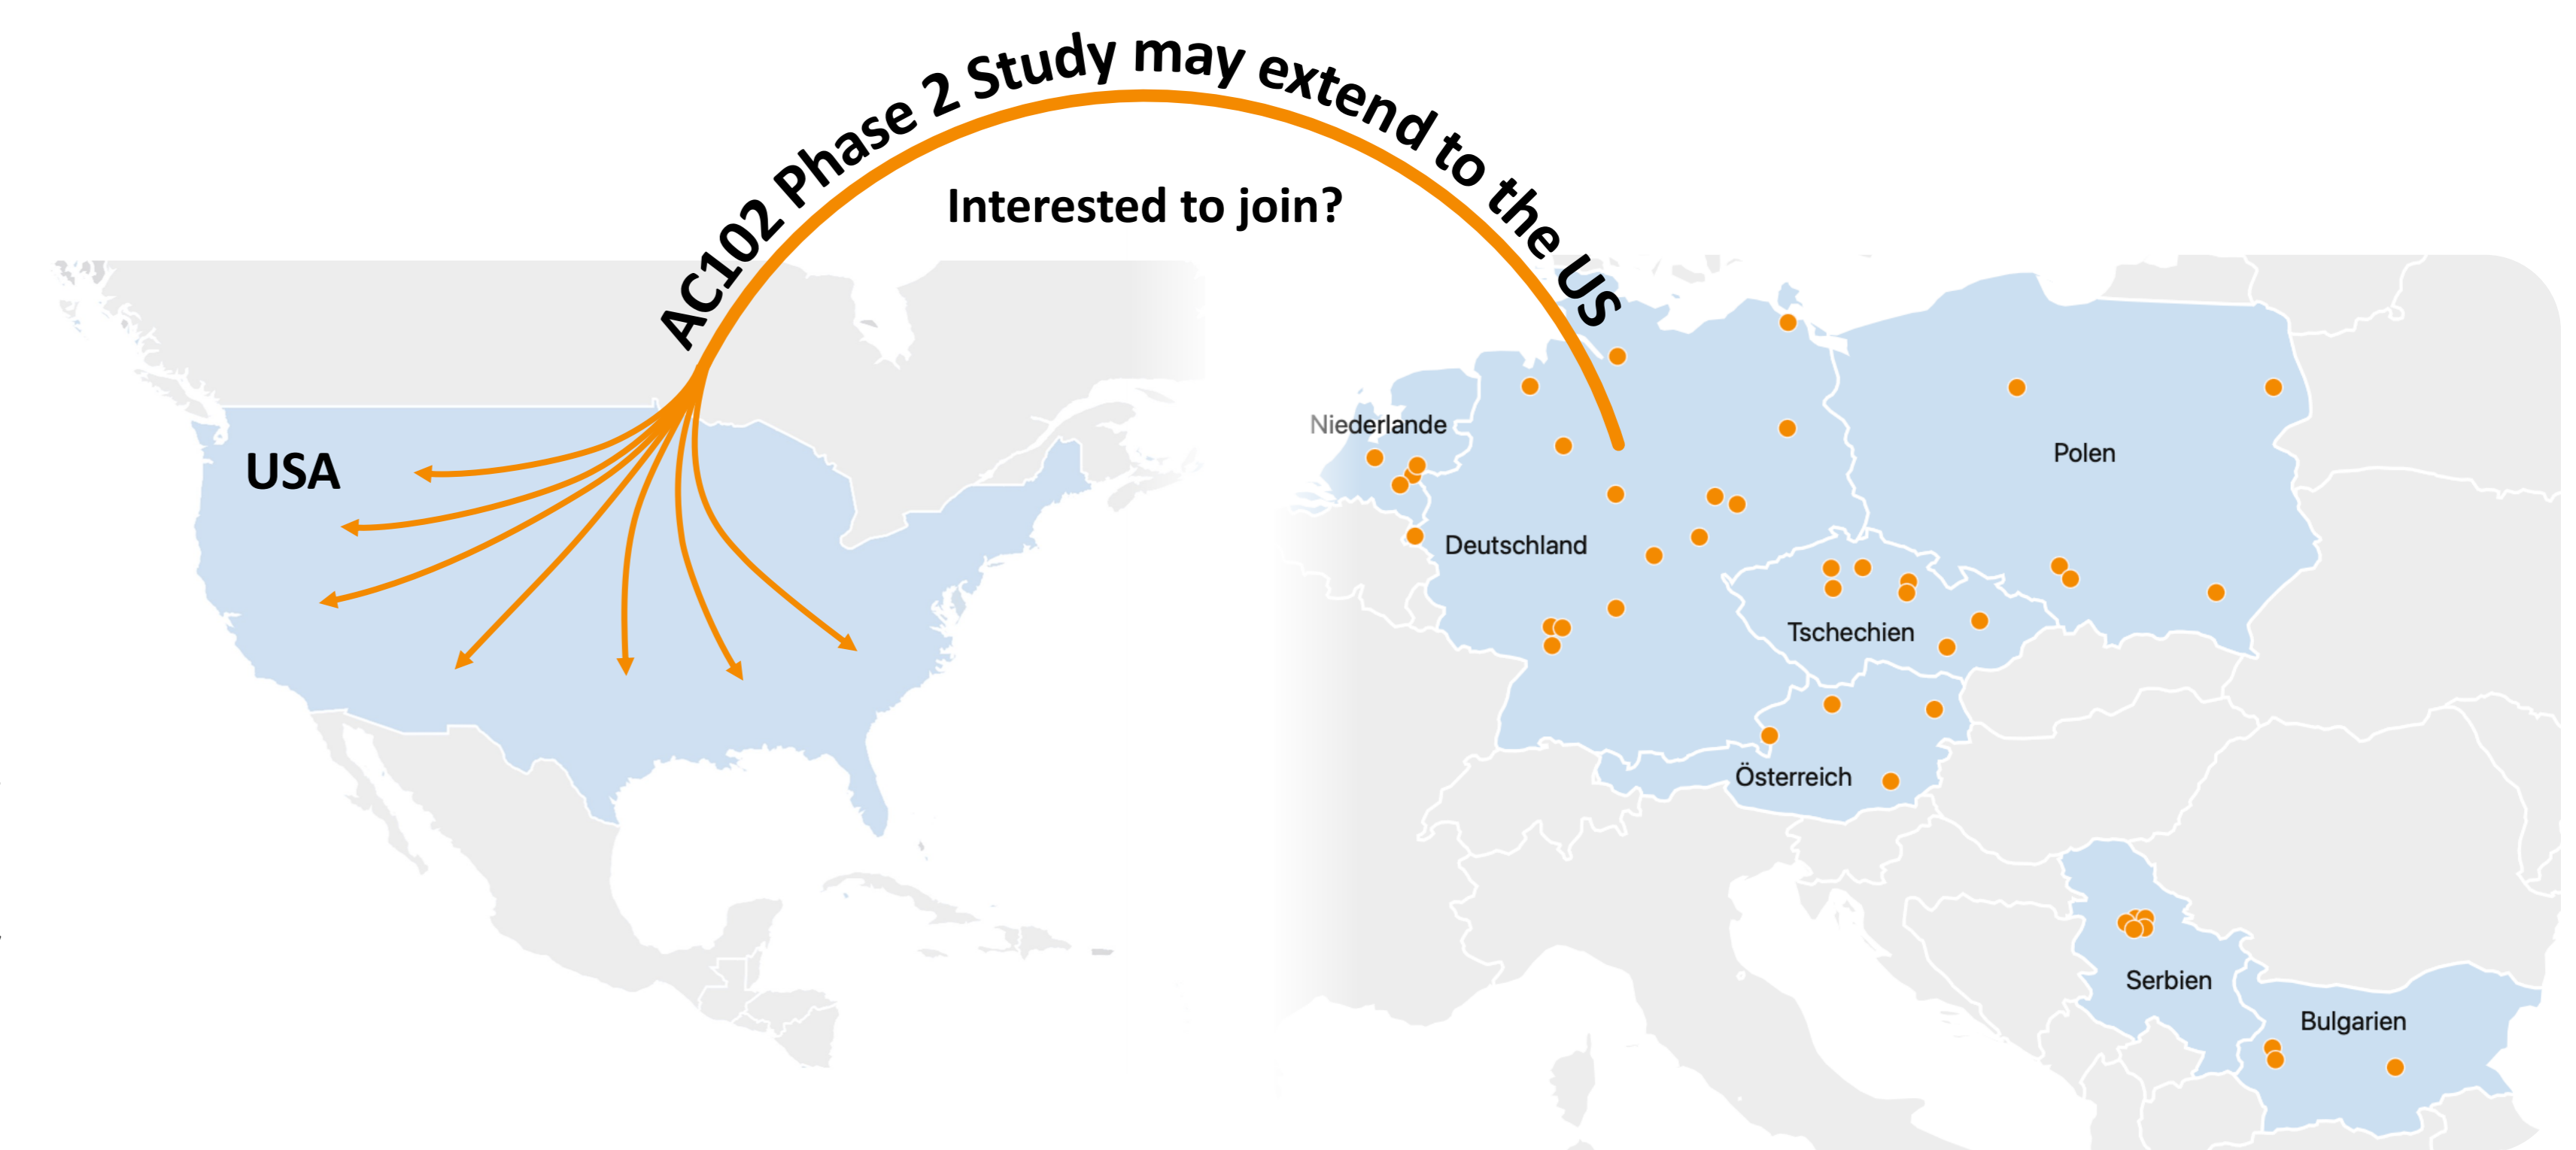 AC102 Phase 2 Study may extend to the US
Interested to join?
USA
Niederlande
Polen
Deutschland
Tschechien
Österreich
Serbien
Bulgarien